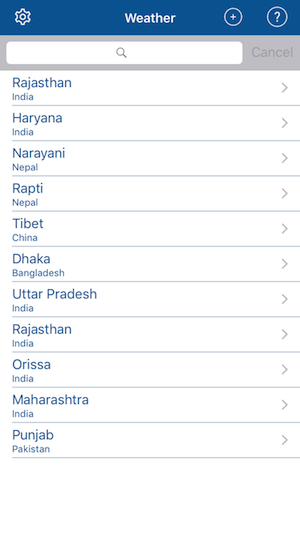 Weather
+
?
Cancel
Rajasthan
India
Haryana
India
Narayani
Nepal
Rapti
Nepal
Tibet
China
Dhaka
Bangladesh
Uttar Pradesh
India
Rajasthan
India
Orissa
India
Maharashtra
India
Punjab
Pakistan